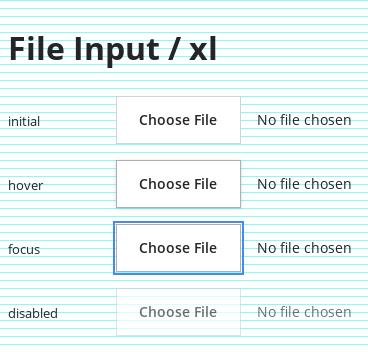 File Input / xl
initial Choose File No file chosen
hover Choose File No file chosen
focus Choose File No file chosen
disabled Choose File No file chosen